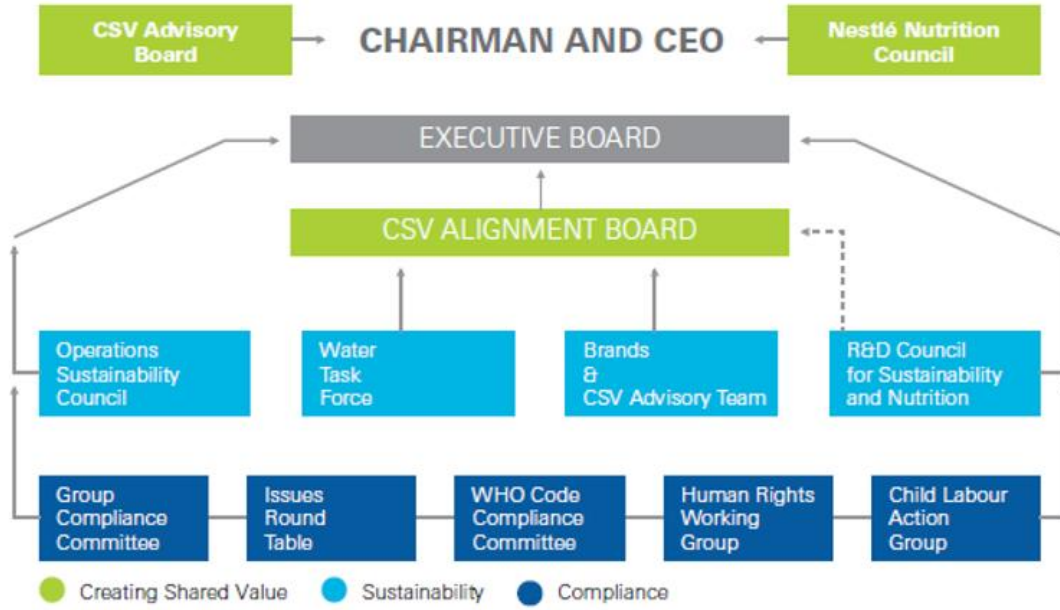 CSV Advisory
Board
CHAIRMAN AND CEO
Nestlé Nutrition
Council
EXECUTIVE BOARD
CSV ALIGNMENT BOARD
Operations
Sustainability
Council
Water
Task
Force
Brands
&
CSV Advisory Team
R&D Council
for Sustainability
and Nutrition
Group
Compliance
Committee
Issues
Round
Table
WHO Code
Compliance
Committee
Human Rights
Working
Group
Child Labour
Action
Group
Creating Shared Value
Sustainability
Compliance